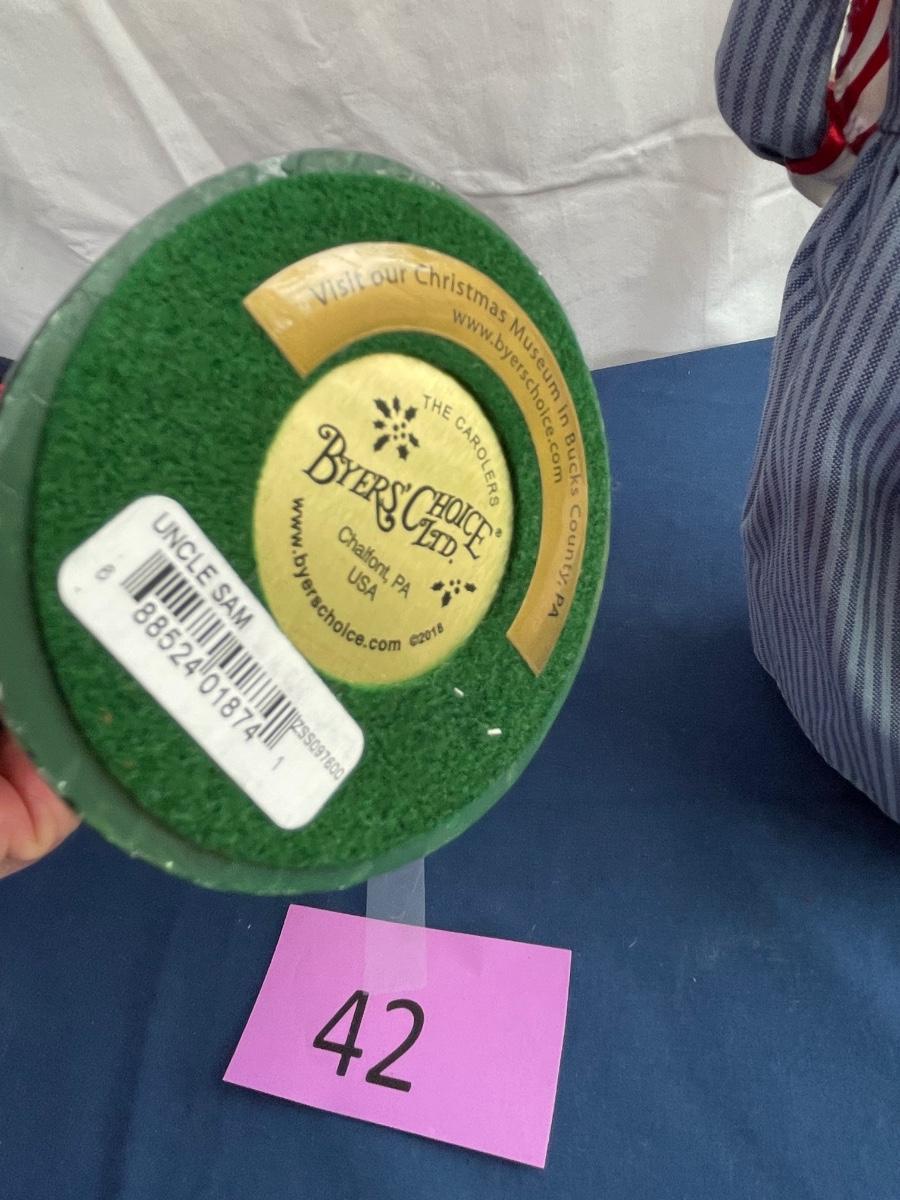 Visit our Christmas Museum In Bucks County, PA
www.byerschoice.com
THE CAROLERS
BYERS' CHOICE®
LTD.
Chalfont, PA
USA
www.byerschoice.com ©2018
UNCLE SAM
8 88524 01874 1
ZSS097600
42